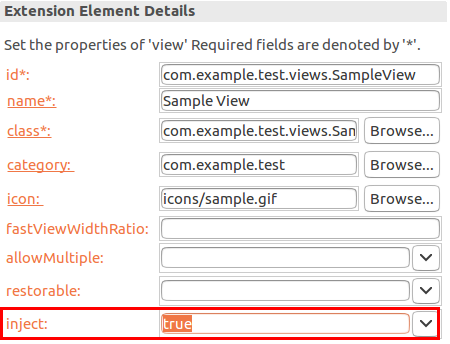 Extension Element Details
Set the properties of 'view' Required fields are denoted by '*'.
id*: com.example.test.views.SampleView
name*: Sample View
class*: com.example.test.views.Sam Browse...
category: com.example.test Browse...
icon: icons/sample.gif Browse...
fastViewWidthRatio:
allowMultiple:
restorable:
inject: true